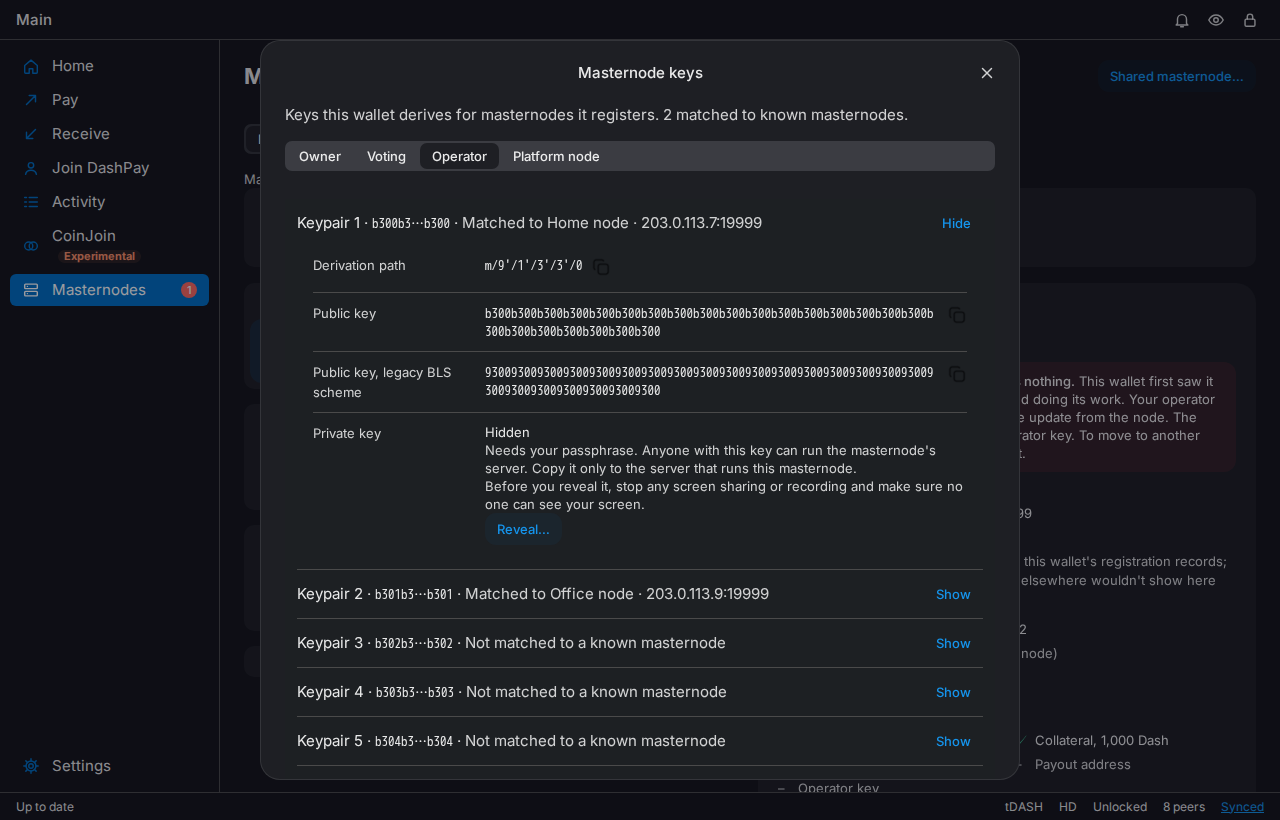 Main
Home
Pay
Receive
Join DashPay
Activity
CoinJoin
Experimental
Masternodes 1
Settings
Shared masternode...
Masternode keys
Keys this wallet derives for masternodes it registers. 2 matched to known masternodes.
Owner Voting Operator Platform node
Keypair 1 · b300b3···b300 · Matched to Home node · 203.0.113.7:19999 Hide
Derivation path m/9'/1'/3'/3'/0
Public key b300b300b300b300b300b300b300b300b300b300b300b300b300b300b300b300b300b
300b300b300b300b300b300b300
Public key, legacy BLS scheme 930093009300930093009300930093009300930093009300930093009300930093009
300930093009300930093009300
Private key Hidden
Needs your passphrase. Anyone with this key can run the masternode's
server. Copy it only to the server that runs this masternode.
Before you reveal it, stop any screen sharing or recording and make sure no
one can see your screen.
Reveal...
Keypair 2 · b301b3···b301 · Matched to Office node · 203.0.113.9:19999 Show
Keypair 3 · b302b3···b302 · Not matched to a known masternode Show
Keypair 4 · b303b3···b303 · Not matched to a known masternode Show
Keypair 5 · b304b3···b304 · Not matched to a known masternode Show
nothing. This wallet first saw it
doing its work. Your operator
update from the node. The
key. To move to another
this wallet's registration records;
elsewhere wouldn't show here
node)
Collateral, 1,000 Dash
Payout address
Operator key
Up to date tDASH HD Unlocked 8 peers Synced